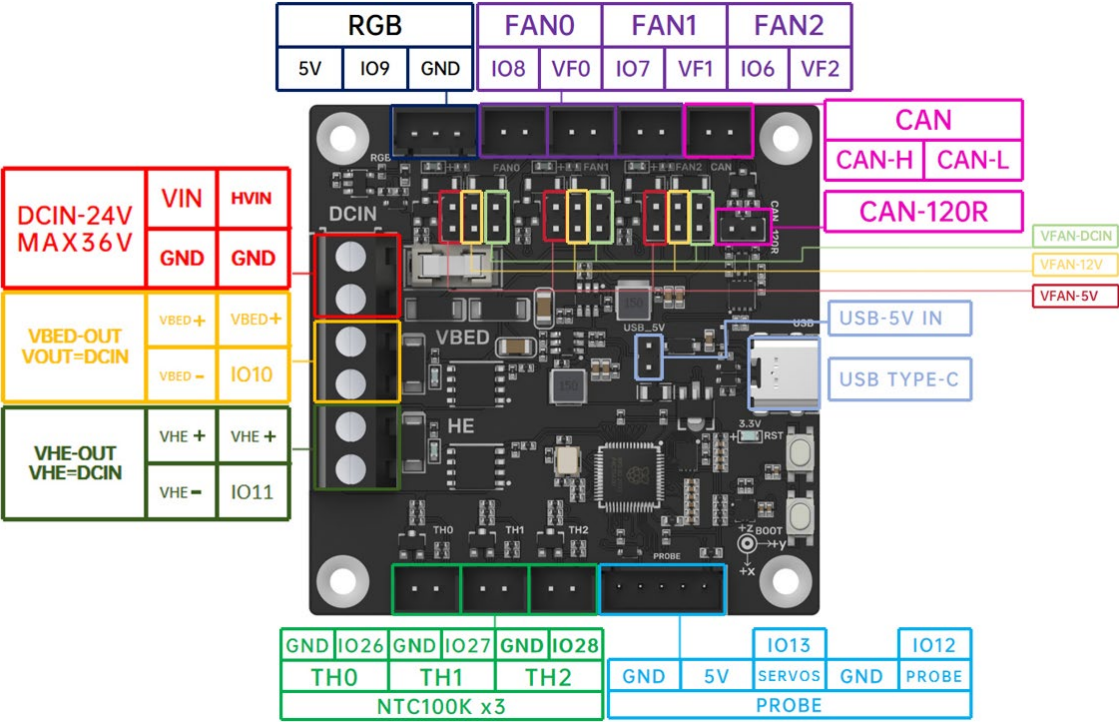 RGB
FAN0
FAN1
FAN2
5V
IO9
GND
IO8
VF0
IO7
VF1
IO6
VF2
CAN
CAN-H
CAN-L
CAN-120R
RGB
FAN0
FAN1
FAN2
CAN
CAN_120R
DCIN
DCIN-24V
MAX36V
VIN
HVIN
GND
GND
VFAN-DCIN
VFAN-12V
VFAN-5V
VBED-OUT
VOUT=DCIN
VBED+
VBED+
VBED-
IO10
VBED
150
150
USB_5V
USB
USB-5V IN
USB TYPE-C
VHE-OUT
VHE=DCIN
VHE +
VHE +
VHE-
IO11
HE
3.3V
RST
BOOT
+Z
+y
+x
TH0
TH1
TH2
PROBE
GND
IO26
GND
IO27
GND
IO28
TH0
TH1
TH2
NTC100K x3
IO13
IO12
GND
5V
SERVOS
GND
PROBE
PROBE